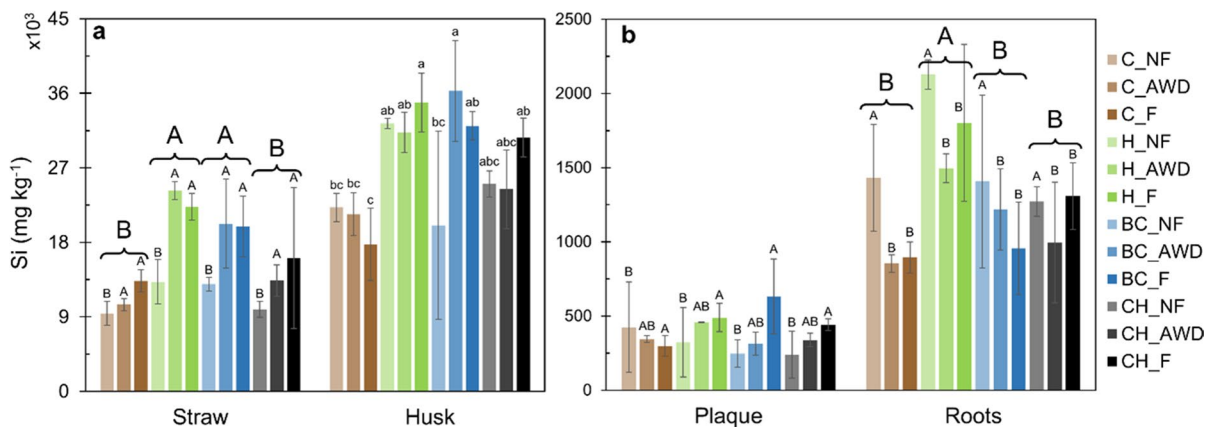 x10³
a
Si (mg kg⁻¹)
45
36
27
18
9
0
B
A
A
B
B A A
B A A
B A A
B A A
bc bc c
ab ab a
bc a ab
abc abc ab
Straw
Husk
b
2500
2000
1500
1000
500
0
B AB A
B AB A
B AB A
B AB A
B
A
B
B
A B B
A B B
A B B
A B B
Plaque
Roots
C_NF
C_AWD
C_F
H_NF
H_AWD
H_F
BC_NF
BC_AWD
BC_F
CH_NF
CH_AWD
CH_F